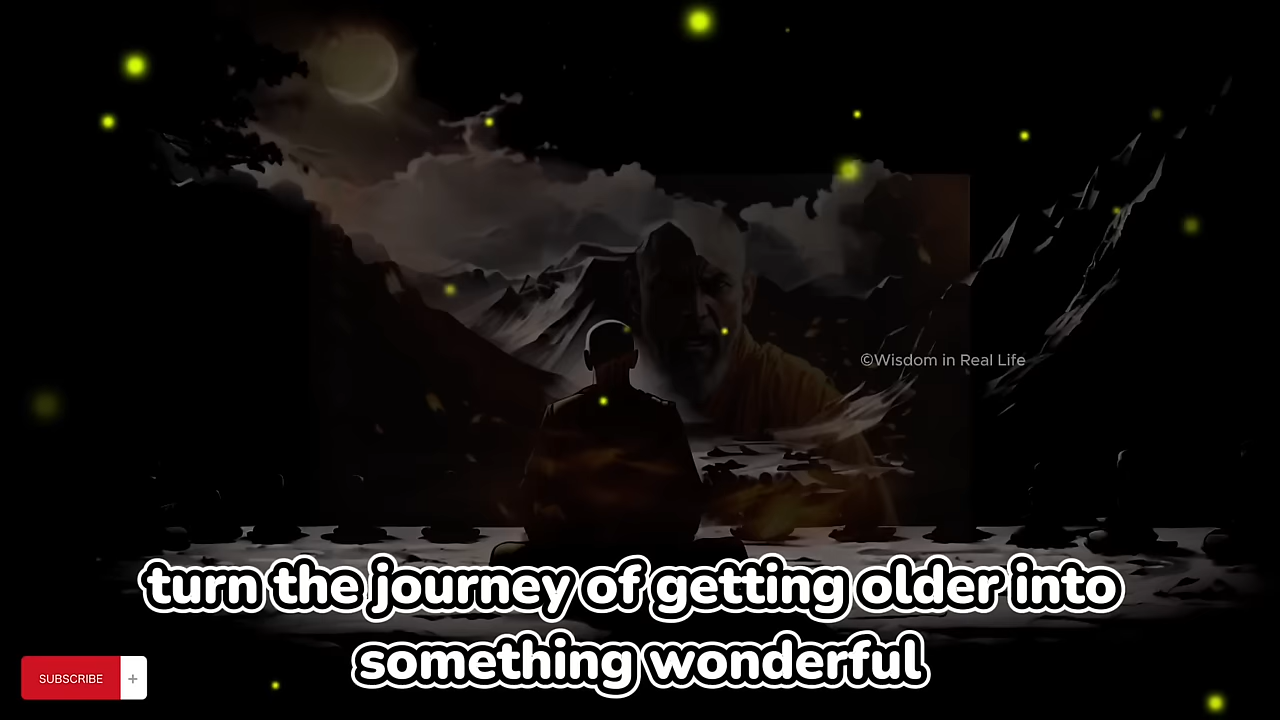 ©Wisdom in Real Life
turn the journey of getting older into
something wonderful
SUBSCRIBE +